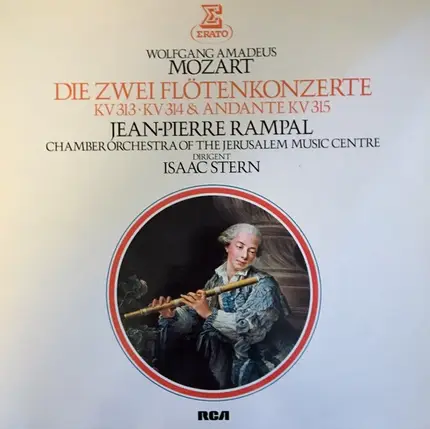 ERATO
WOLFGANG AMADEUS
MOZART
DIE ZWEI FLÖTENKONZERTE
KV 313 · KV 314 & ANDANTE KV 315
JEAN-PIERRE RAMPAL
CHAMBER ORCHESTRA OF THE JERUSALEM MUSIC CENTRE
DIRIGENT
ISAAC STERN
RCA